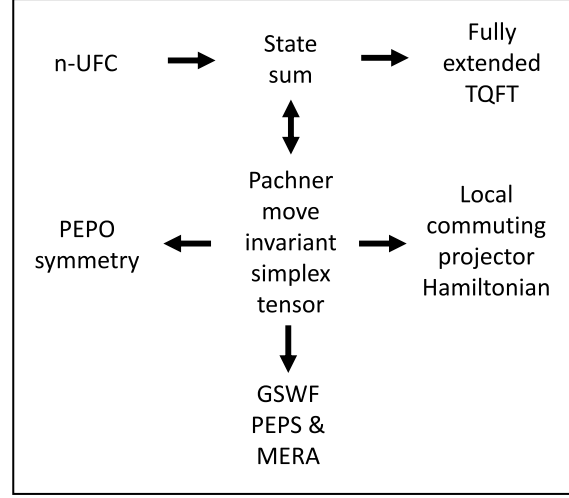 n-UFC
State
sum
Fully
extended
TQFT
PEPO
symmetry
Pachner
move
invariant
simplex
tensor
Local
commuting
projector
Hamiltonian
GSWF
PEPS &
MERA